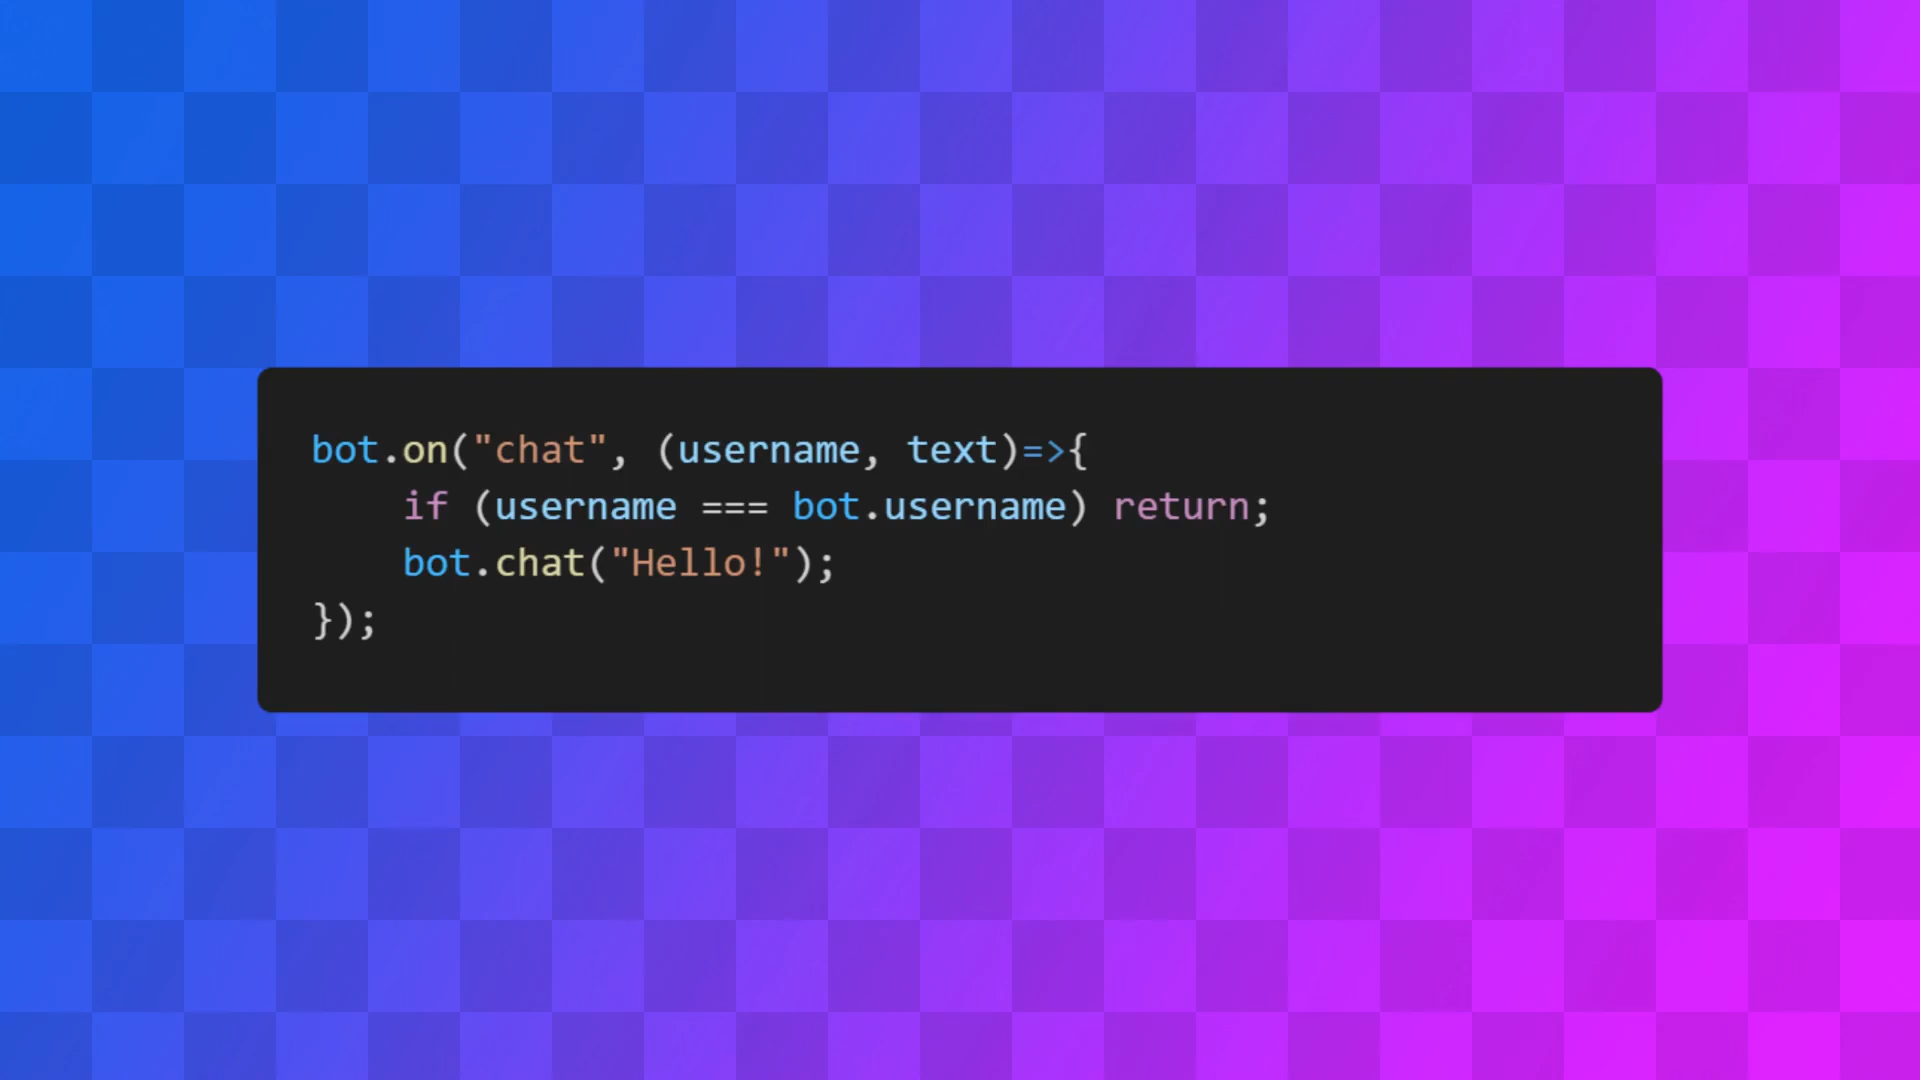 bot.on("chat", (username, text)=>{
    if (username === bot.username) return;
    bot.chat("Hello!");
});